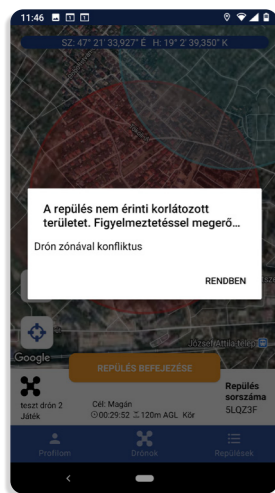 11:46
SZ: 47° 21' 33,927" É H: 19° 2' 39,350" K
A repülés nem érinti korlátozott
területet. Figyelmeztetéssel megerő...
Drón zónával konfliktus
RENDBEN
József Attila-telep
Google
REPÜLÉS BEFEJEZÉSE
teszt drón 2
Játék
Cél: Magán
00:29:52 120m AGL Kör
Repülés
sorszáma
5LQZ3F
Profilom
Drónok
Repülések